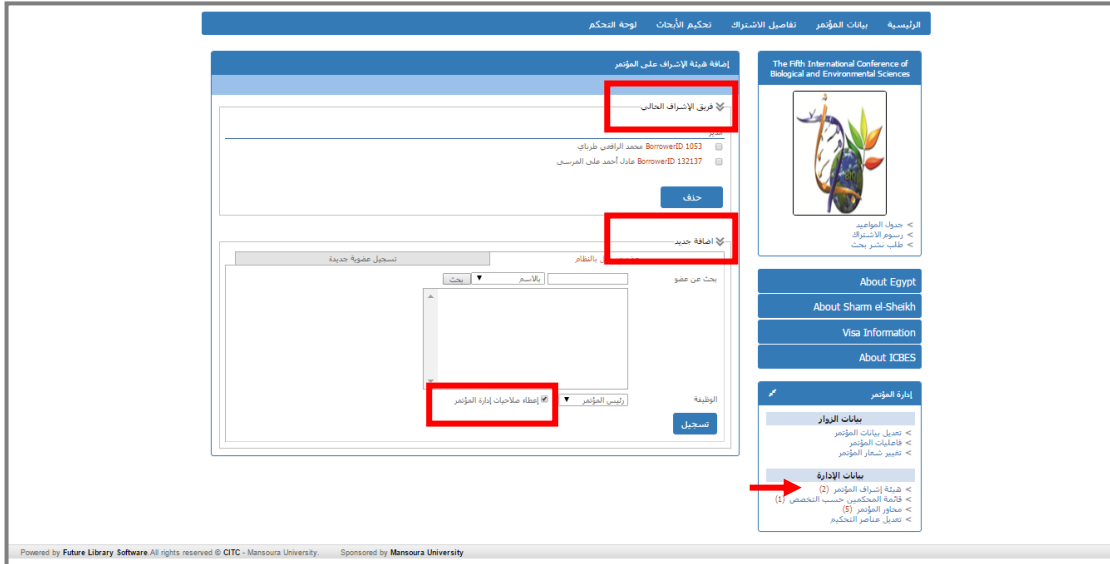 الرئيسية بيانات المؤتمر تفاصيل الاشتراك تحكيم الأبحاث لوحة التحكم
The Fifth International Conference of
Biological and Environmental Sciences
> جدول المواعيد
> رسوم الاشتراك
> طلب نشر بحث
About Egypt
About Sharm el-Sheikh
Visa Information
About ICBES
إدارة المؤتمر
بيانات الزوار
> تعديل بيانات المؤتمر
> فاعليات المؤتمر
> تغيير شعار المؤتمر
بيانات الإدارة
> هيئة إشراف المؤتمر (2)
> قائمة المحكمين حسب التخصص (1)
> محاور المؤتمر (5)
> تعديل عناصر التحكيم
إضافة هيئة الإشراف على المؤتمر
فريق الإشراف الحالي
مدير
BorrowerID 1053 محمد الرافعي طرباي
BorrowerID 132137 عادل أحمد على المرسى
حذف
اضافة جديد
بالنظام تسجيل عضوية جديدة
بحث عن عضو بالاسم بحث
الوظيفة رئيس المؤتمر إعطاء صلاحيات إدارة المؤتمر
تسجيل
Powered by Future Library Software.All rights reserved © CITC - Mansoura University. Sponsored by Mansoura University